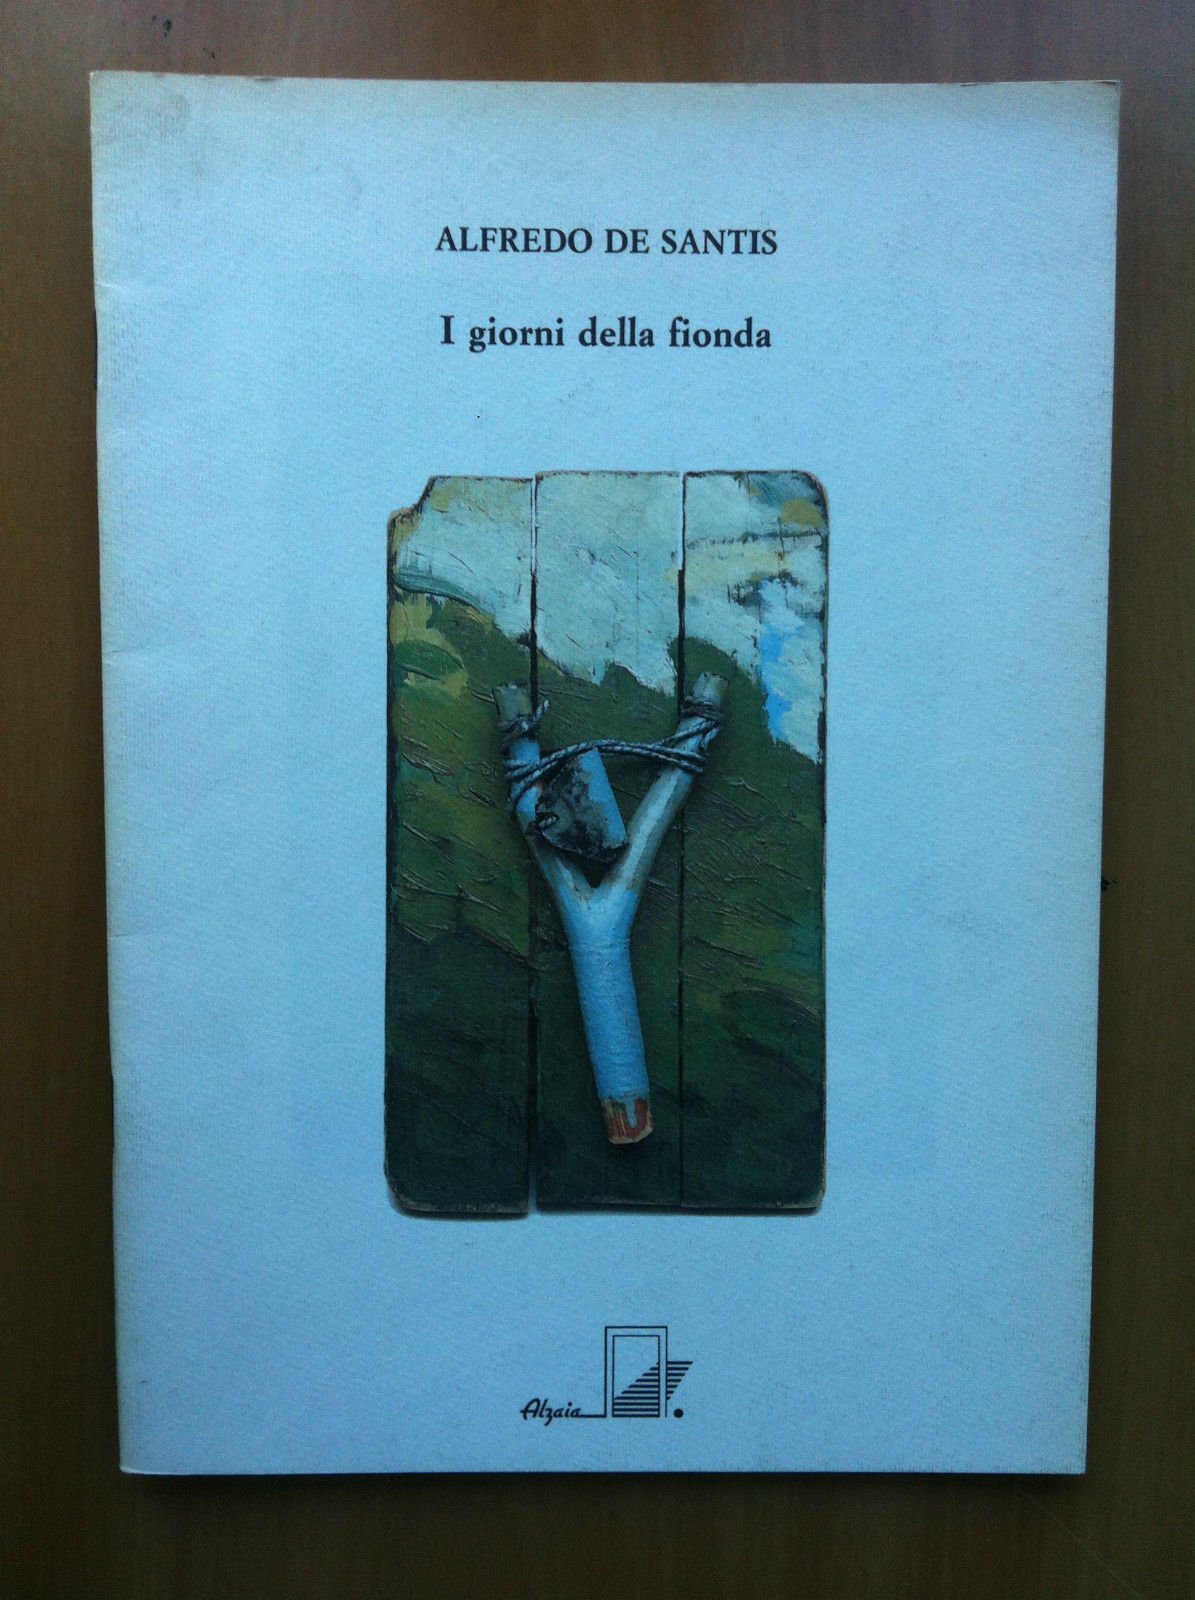 ALFREDO DE SANTIS
I giorni della fionda
Alzaia